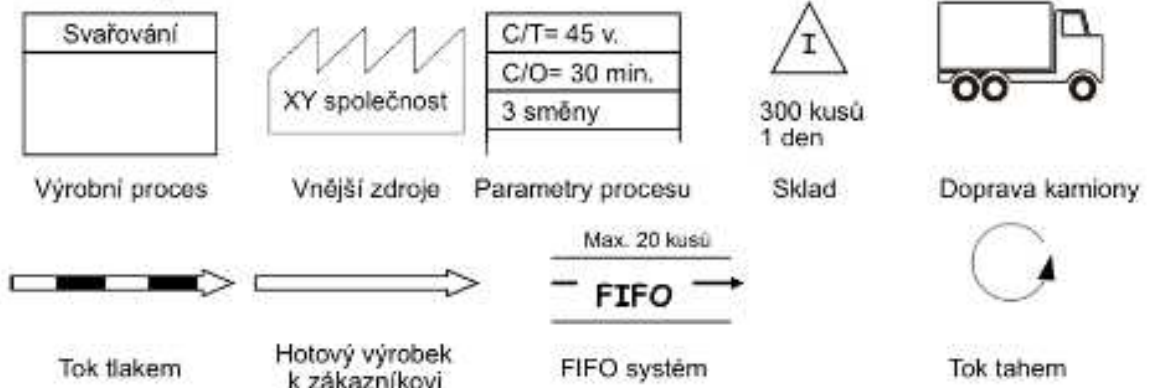 Svařování
XY společnost
C/T= 45 v.
C/O= 30 min.
3 směny
I
300 kusů
1 den
Výrobní proces
Vnější zdroje
Parametry procesu
Sklad
Doprava kamiony
Max. 20 kusů
FIFO
Tok tlakem
Hotový výrobek
k zákazníkovi
FIFO systém
Tok tahem